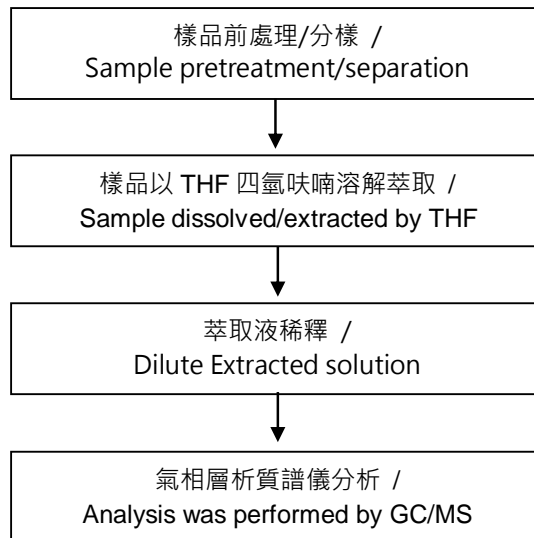 樣品前處理/分樣 /
Sample pretreatment/separation
樣品以 THF 四氫呋喃溶解萃取 /
Sample dissolved/extracted by THF
萃取液稀釋 /
Dilute Extracted solution
氣相層析質譜儀分析 /
Analysis was performed by GC/MS